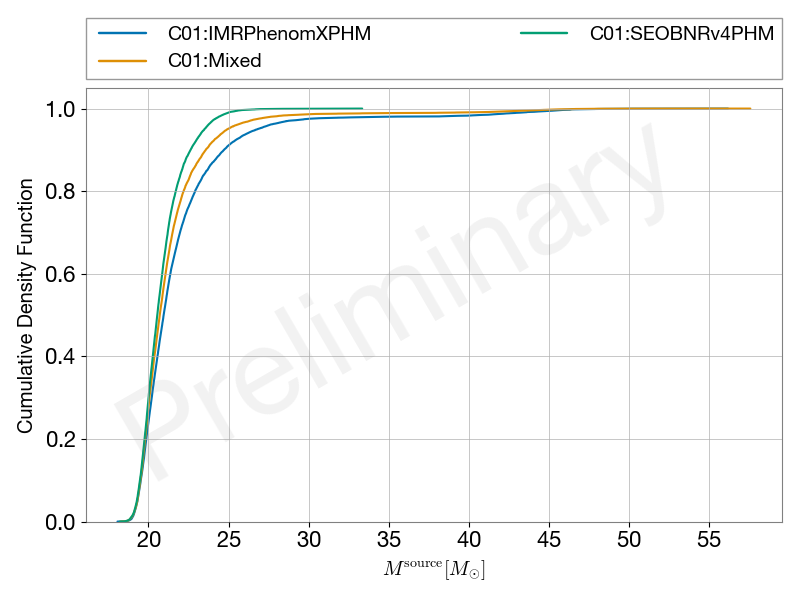 C01:IMRPhenomXPHM
C01:Mixed
C01:SEOBNRv4PHM
1.0
0.8
0.6
0.4
0.2
0.0
Cumulative Density Function
Preliminary
20 25 30 35 40 45 50 55
M^source [M_⊙]